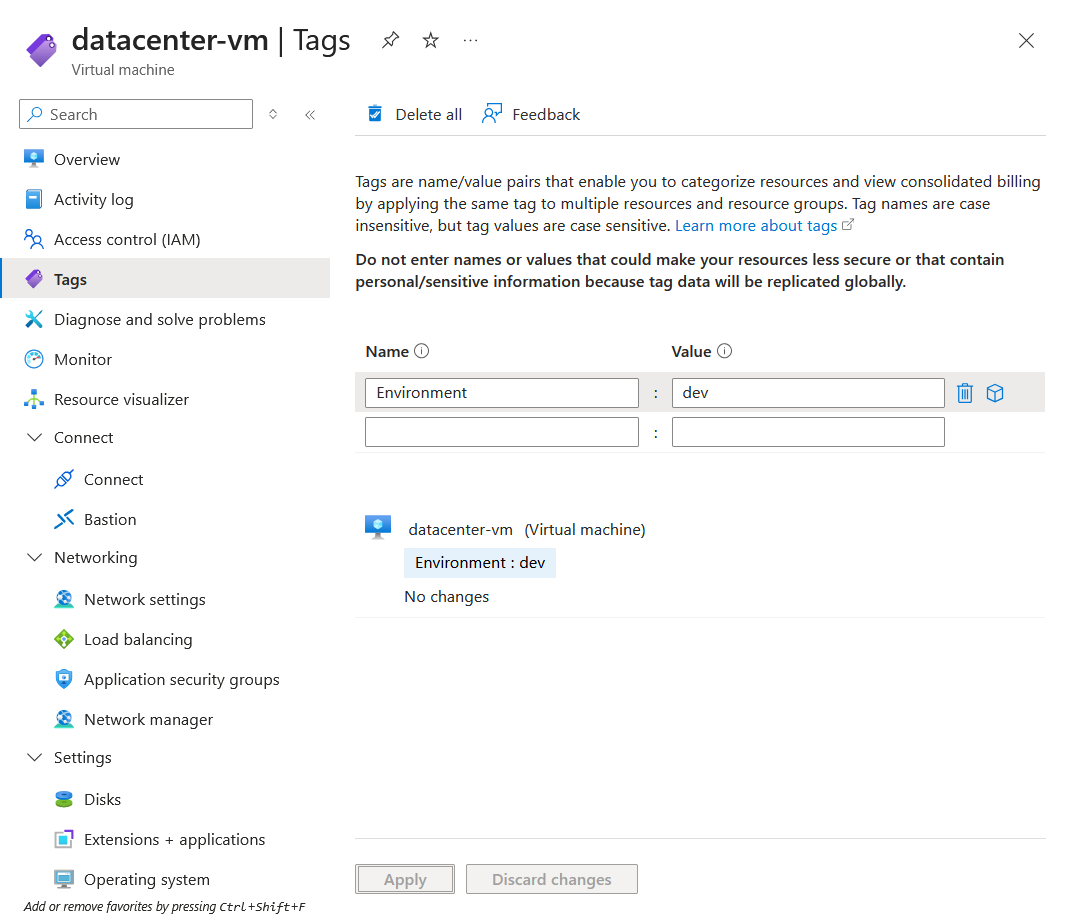 datacenter-vm | Tags
Virtual machine
Search
Overview
Activity log
Access control (IAM)
Tags
Diagnose and solve problems
Monitor
Resource visualizer
Connect
Connect
Bastion
Networking
Network settings
Load balancing
Application security groups
Network manager
Settings
Disks
Extensions + applications
Operating system
Add or remove favorites by pressing Ctrl+Shift+F
Delete all
Feedback
Tags are name/value pairs that enable you to categorize resources and view consolidated billing
by applying the same tag to multiple resources and resource groups. Tag names are case
insensitive, but tag values are case sensitive. Learn more about tags
Do not enter names or values that could make your resources less secure or that contain
personal/sensitive information because tag data will be replicated globally.
Name Value
Environment : dev
:
datacenter-vm (Virtual machine)
Environment : dev
No changes
Apply
Discard changes